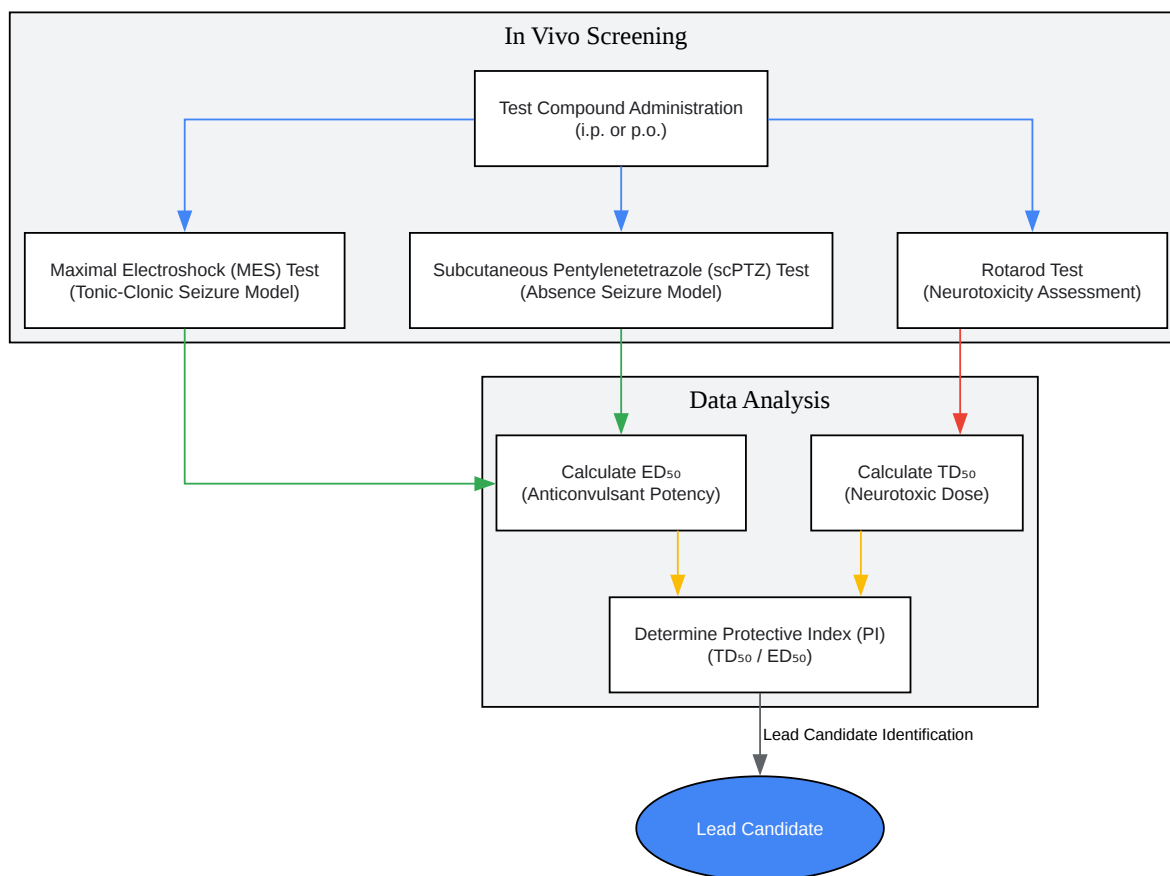 In Vivo Screening
Test Compound Administration
(i.p. or p.o.)
Maximal Electroshock (MES) Test
(Tonic-Clonic Seizure Model)
Subcutaneous Pentylenetetrazole (scPTZ) Test
(Absence Seizure Model)
Rotarod Test
(Neurotoxicity Assessment)
Data Analysis
Calculate ED₅₀
(Anticonvulsant Potency)
Calculate TD₅₀
(Neurotoxic Dose)
Determine Protective Index (PI)
(TD₅₀ / ED₅₀)
Lead Candidate Identification
Lead Candidate